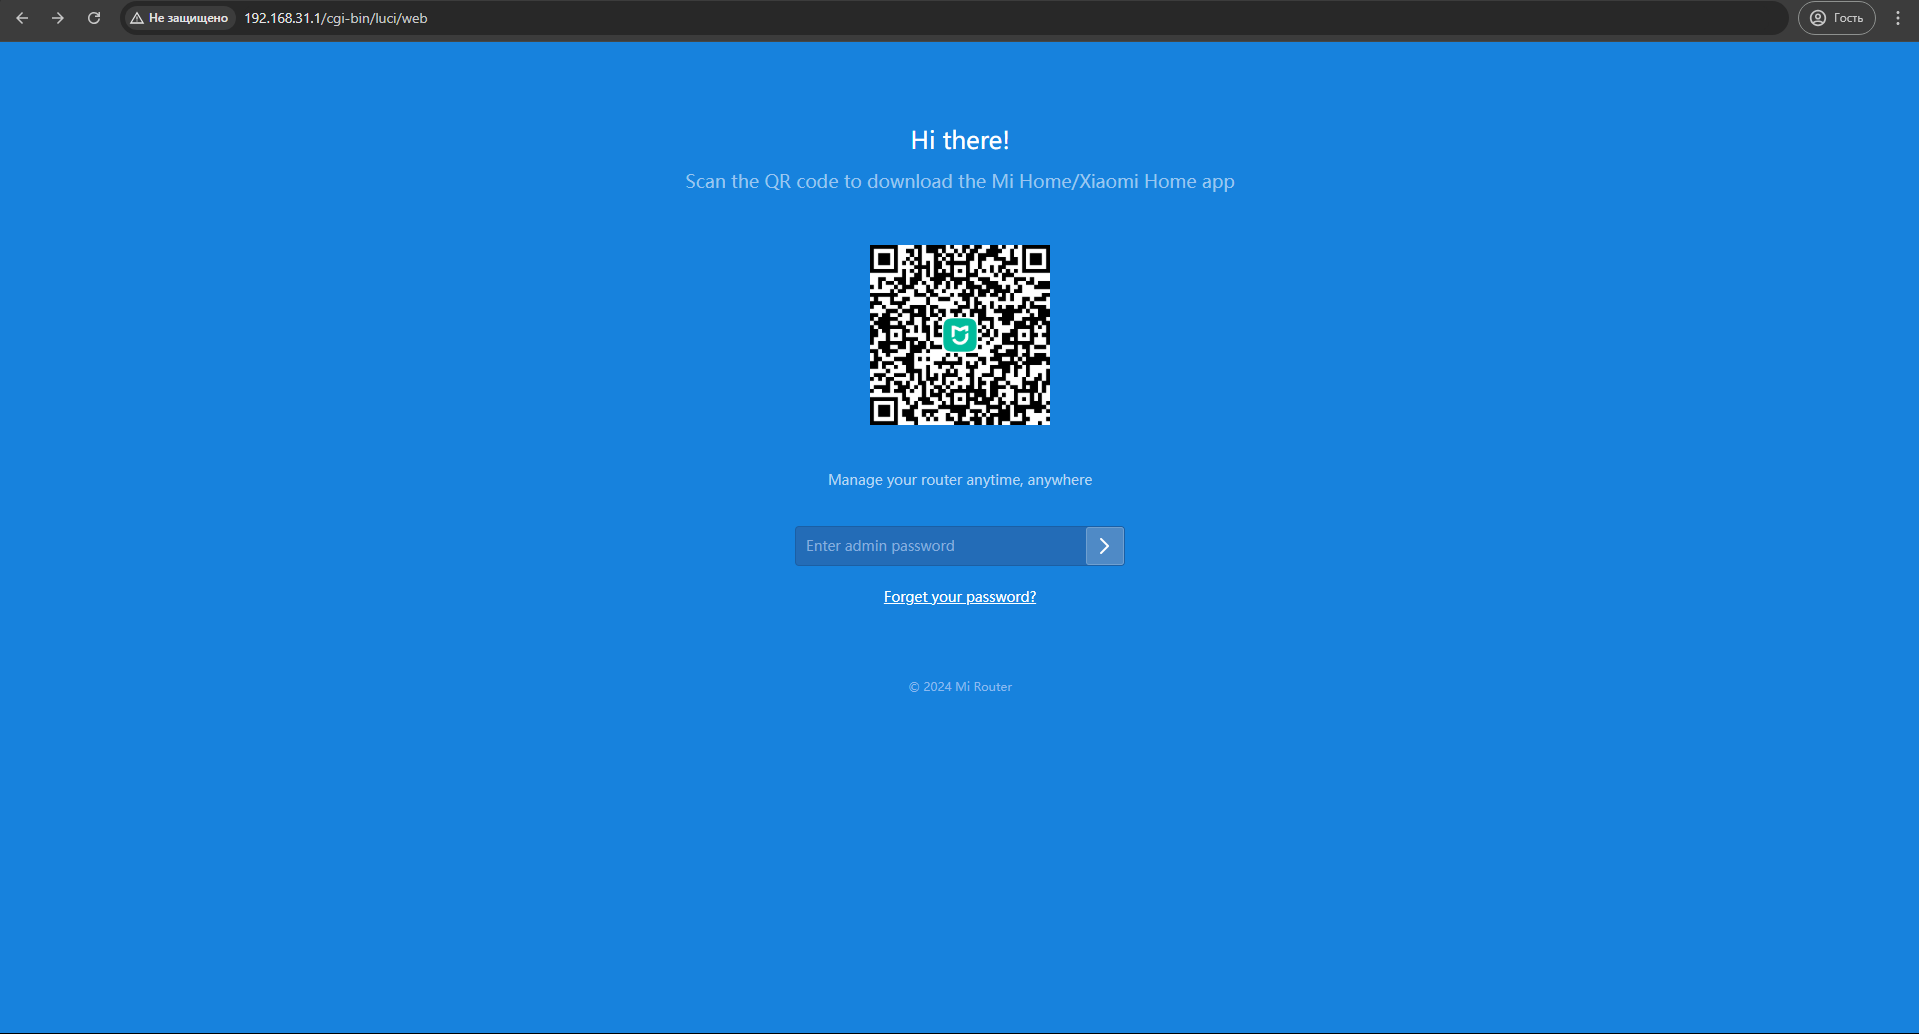 Не защищено 192.168.31.1/cgi-bin/luci/web Гость
Hi there!
Scan the QR code to download the Mi Home/Xiaomi Home app
Manage your router anytime, anywhere
Enter admin password
Forget your password?
© 2024 Mi Router